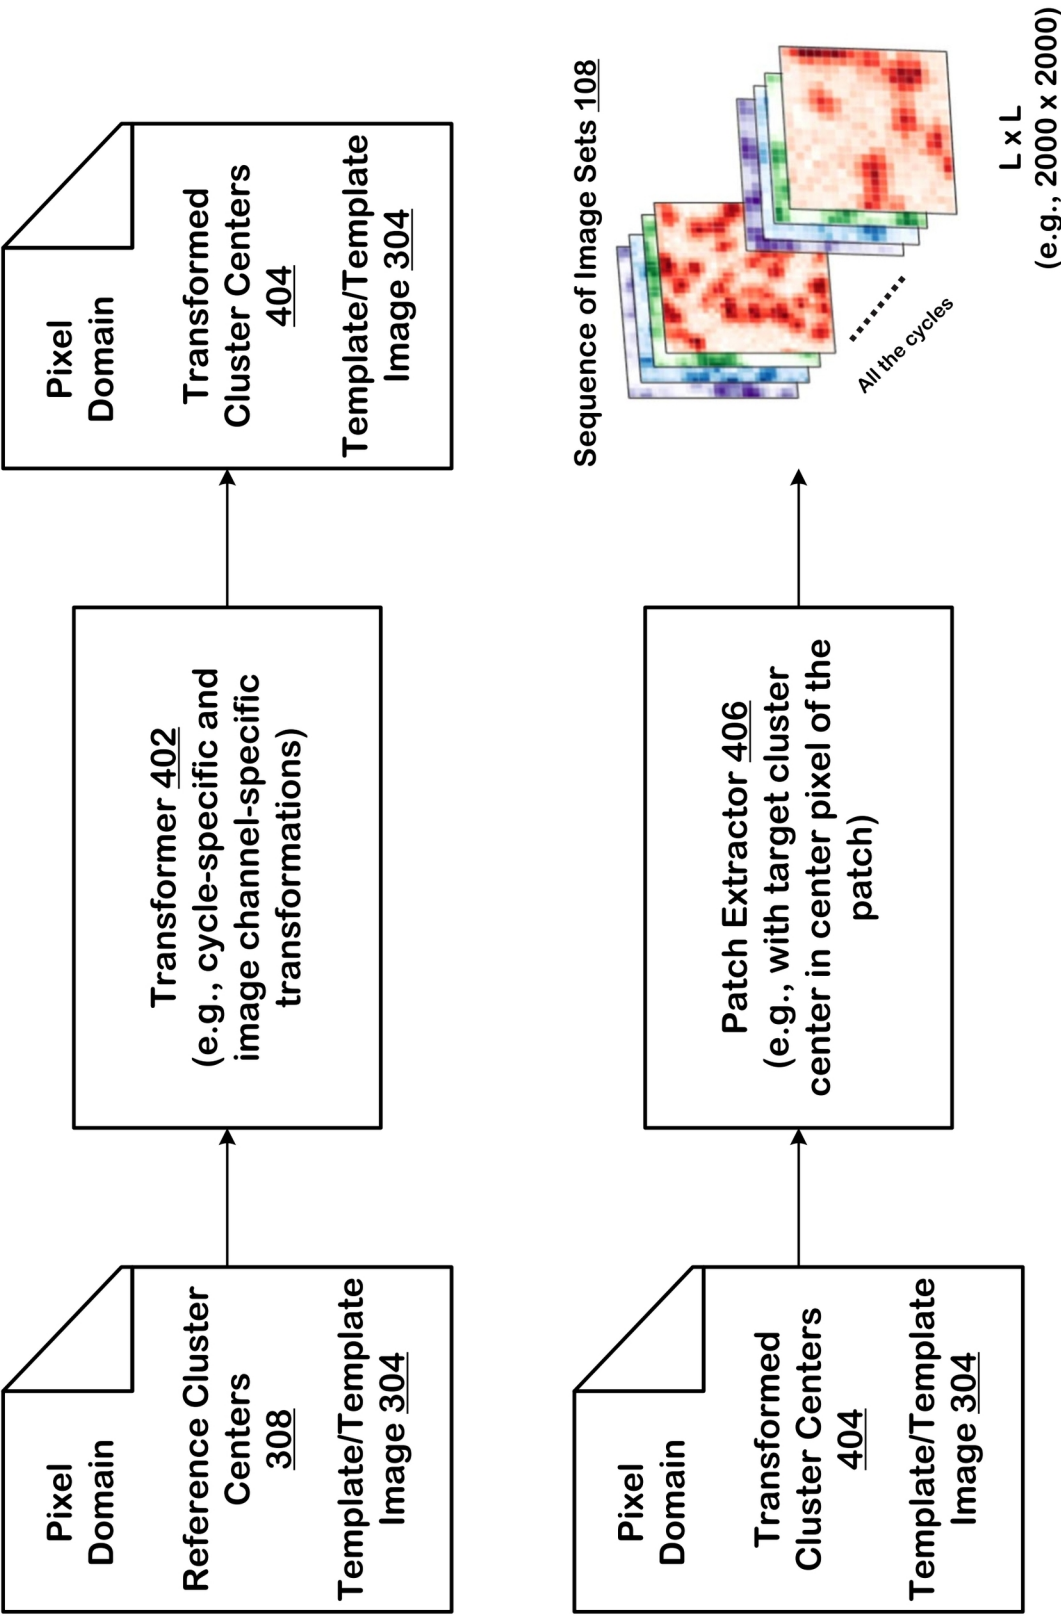 Pixel
Domain
Reference Cluster
Centers
308
Template/Template
Image 304
Transformer 402
(e.g., cycle-specific and
image channel-specific
transformations)
Pixel
Domain
Transformed
Cluster Centers
404
Template/Template
Image 304
Pixel
Domain
Transformed
Cluster Centers
404
Template/Template
Image 304
Patch Extractor 406
(e.g., with target cluster
center in center pixel of the
patch)
Sequence of Image Sets 108
All the cycles
L x L
(e.g., 2000 x 2000)